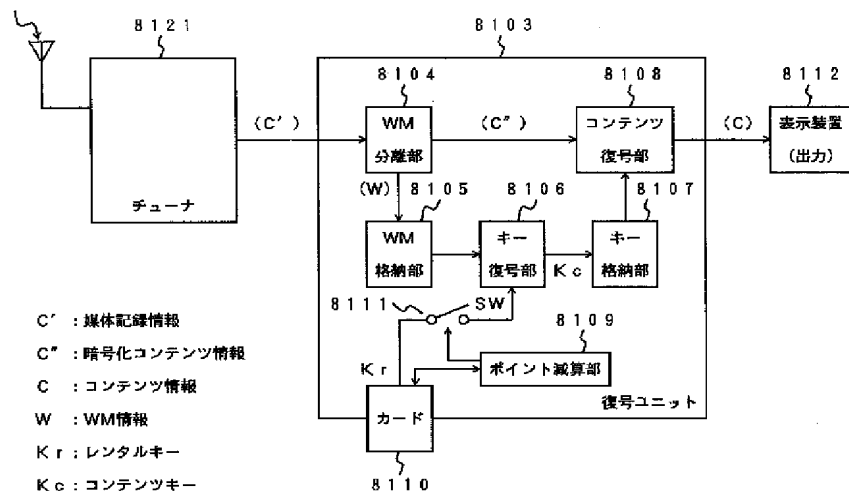 8121
8103
8104
8108
8112
(C')
WM
分離部
(C")
コンテンツ
復号部
(C)
表示装置
(出力)
(W)
8105
8106
8107
チューナ
WM
格納部
キー
復号部
Kc
キー
格納部
8111
SW
8109
Kr
ポイント減算部
カード
復号ユニット
8110
C' : 媒体記録情報
C" : 暗号化コンテンツ情報
C : コンテンツ情報
W : WM情報
Kr : レンタルキー
Kc : コンテンツキー